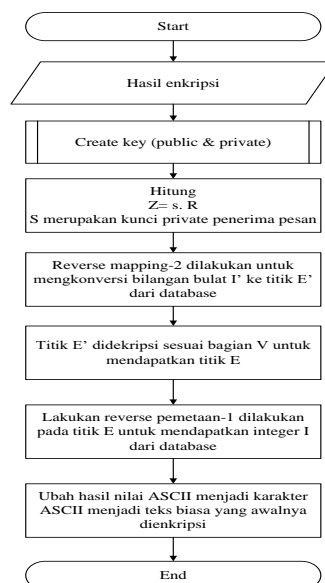 Start
Hasil enkripsi
Create key (public & private)
Hitung
Z= s. R
S merupakan kunci private penerima pesan
Reverse mapping-2 dilakukan untuk
mengkonversi bilangan bulat I’ ke titik E’
dari database
Titik E’ didekripsi sesuai bagian V untuk
mendapatkan titik E
Lakukan reverse pemetaan-1 dilakukan
pada titik E untuk mendapatkan integer I
dari database
Ubah hasil nilai ASCII menjadi karakter
ASCII menjadi teks biasa yang awalnya
dienkripsi
End